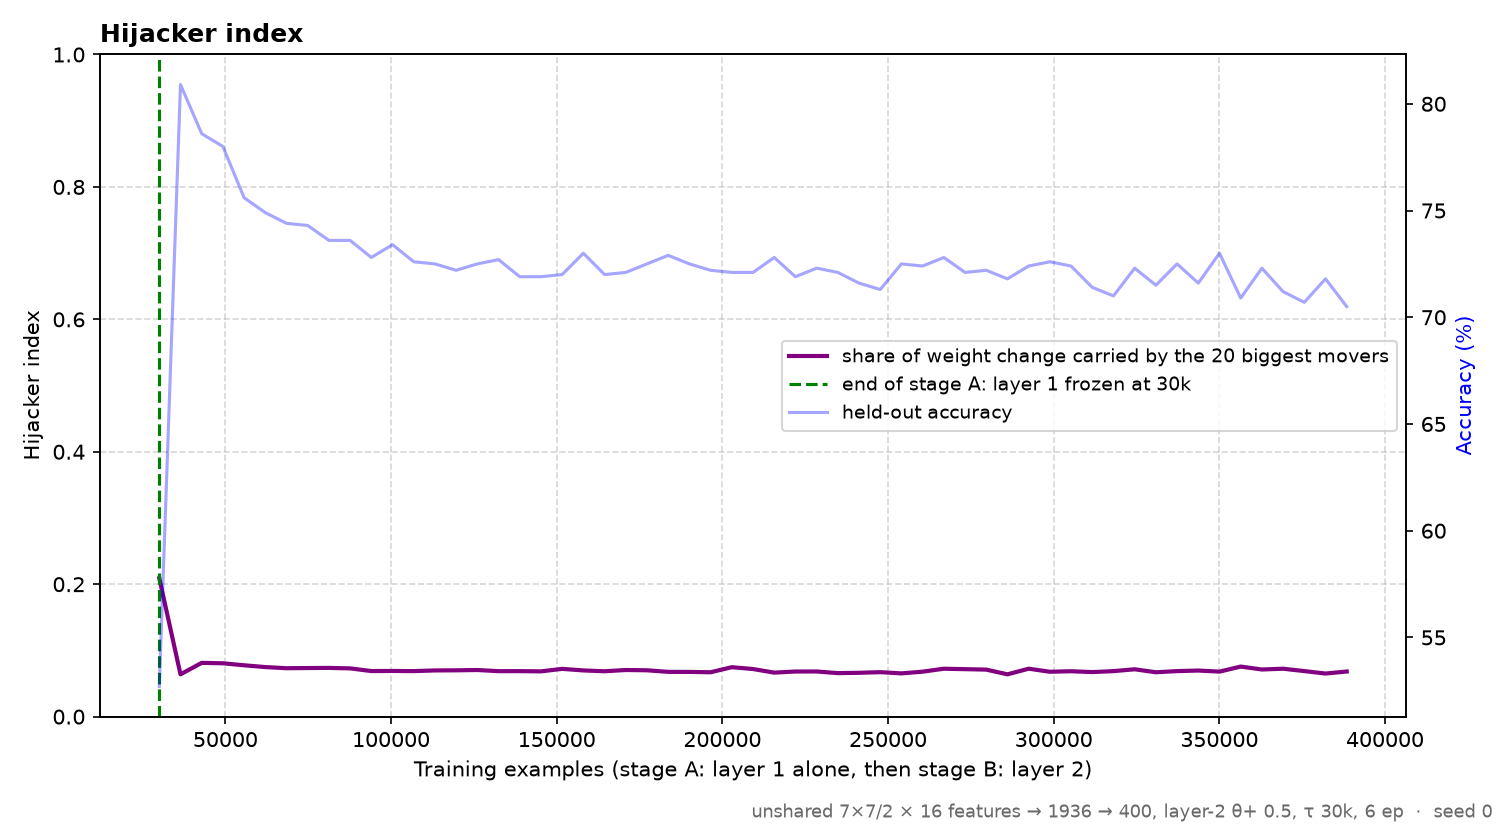 Hijacker index
1.0
0.8
0.6
0.4
0.2
0.0
Hijacker index
80
75
70
65
60
55
Accuracy (%)
share of weight change carried by the 20 biggest movers
end of stage A: layer 1 frozen at 30k
held-out accuracy
50000 100000 150000 200000 250000 300000 350000 400000
Training examples (stage A: layer 1 alone, then stage B: layer 2)
unshared 7×7/2 × 16 features → 1936 → 400, layer-2 θ+ 0.5, τ 30k, 6 ep · seed 0